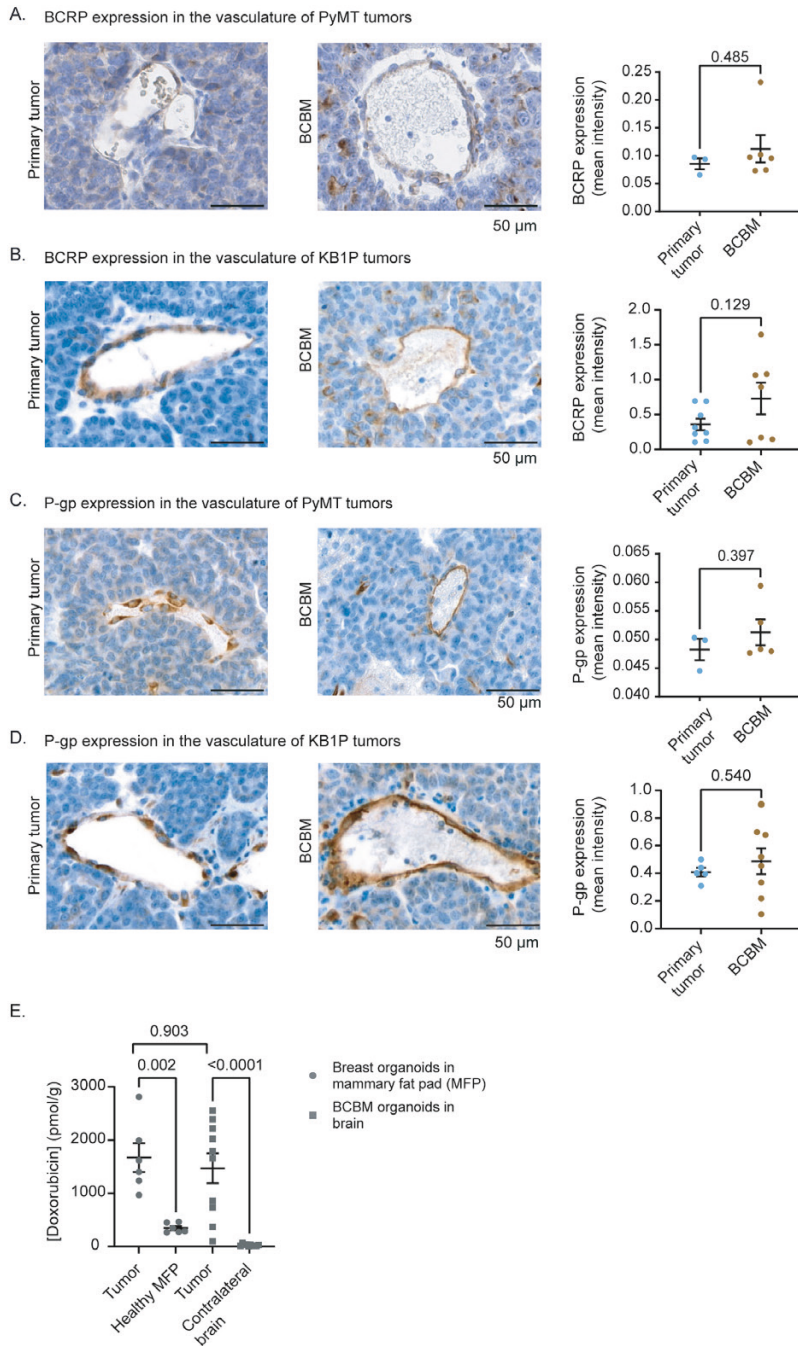 A. BCRP expression in the vasculature of PyMT tumors
Primary tumor
BCBM
50 µm
BCRP expression
(mean intensity)
0.485
0.25
0.20
0.15
0.10
0.05
0.00
Primary
tumor
BCBM
B. BCRP expression in the vasculature of KB1P tumors
Primary tumor
BCBM
50 µm
BCRP expression
(mean intensity)
0.129
2.0
1.5
1.0
0.5
0.0
Primary
tumor
BCBM
C. P-gp expression in the vasculature of PyMT tumors
Primary tumor
BCBM
50 µm
P-gp expression
(mean intensity)
0.397
0.065
0.060
0.055
0.050
0.045
0.040
Primary
tumor
BCBM
D. P-gp expression in the vasculature of KB1P tumors
Primary tumor
BCBM
50 µm
P-gp expression
(mean intensity)
0.540
1.0
0.8
0.6
0.4
0.2
0.0
Primary
tumor
BCBM
E.
0.903
0.002
<0.0001
[Doxorubicin] (pmol/g)
3000
2000
1000
0
Tumor
Healthy MFP
Tumor
Contralateral
brain
Breast organoids in
mammary fat pad (MFP)
BCBM organoids in
brain